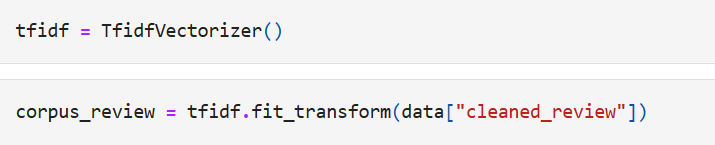 tfidf = TfidfVectorizer()
corpus_review = tfidf.fit_transform(data["cleaned_review"])